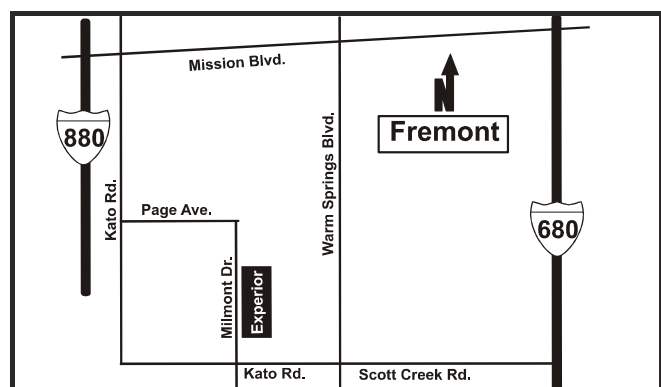 Mission Blvd.
N
Fremont
880
Kato Rd.
Page Ave.
Warm Springs Blvd.
680
Milmont Dr.
Experior
Kato Rd.
Scott Creek Rd.